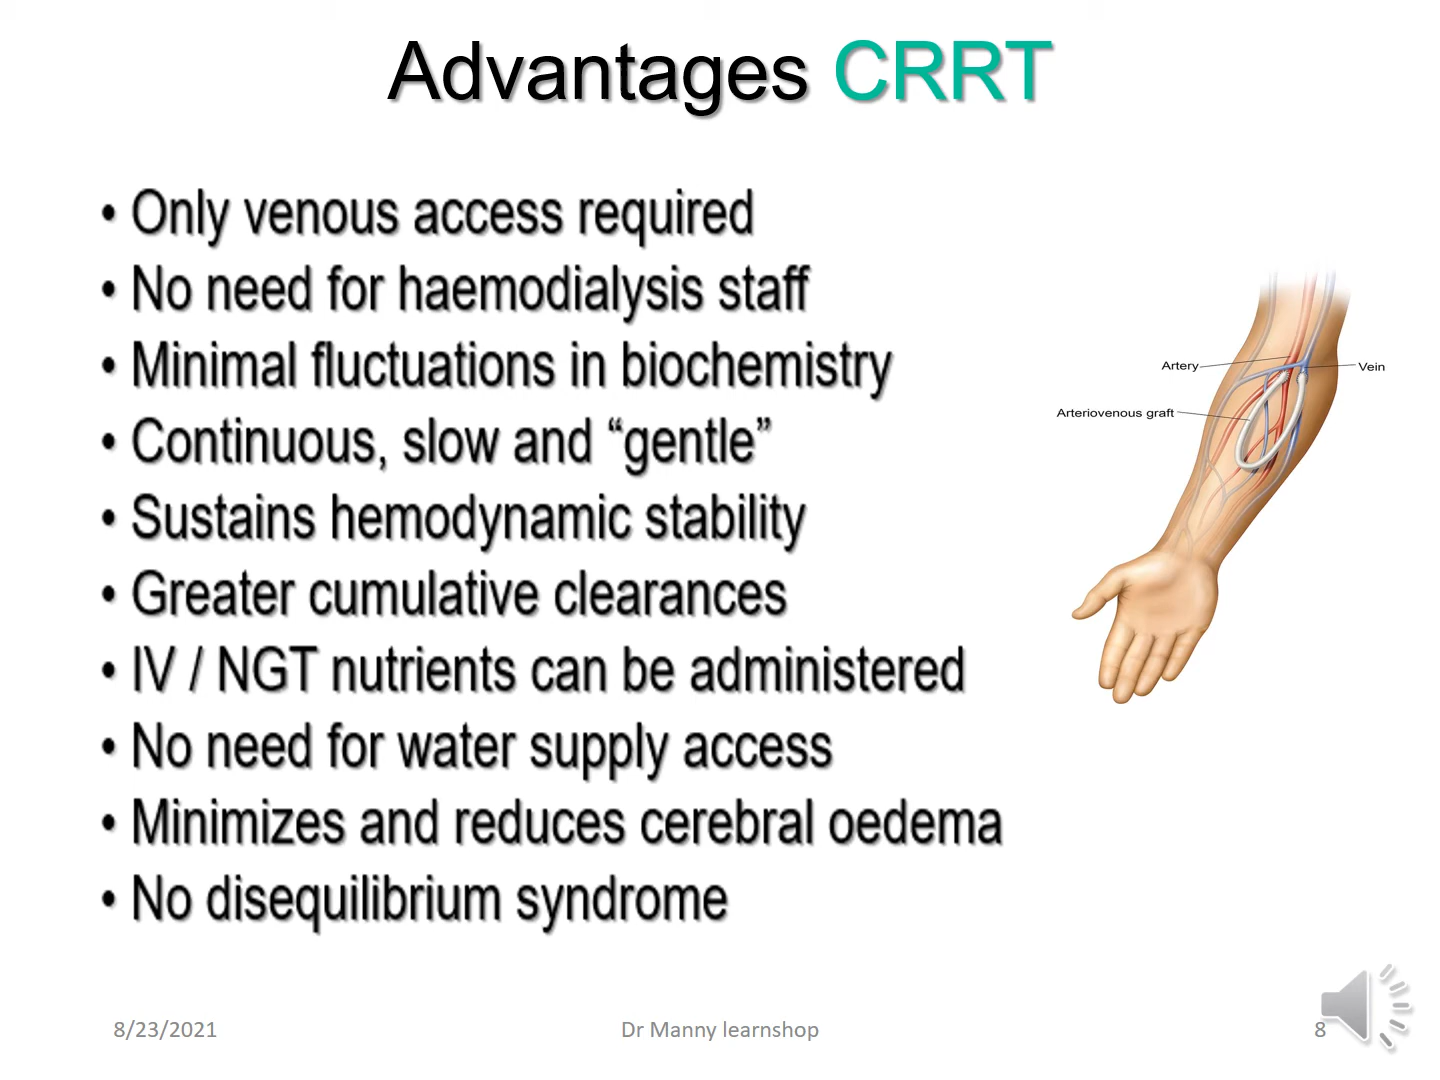 Advantages CRRT
• Only venous access required
• No need for haemodialysis staff
• Minimal fluctuations in biochemistry
• Continuous, slow and “gentle”
• Sustains hemodynamic stability
• Greater cumulative clearances
• IV / NGT nutrients can be administered
• No need for water supply access
• Minimizes and reduces cerebral oedema
• No disequilibrium syndrome
Artery
Vein
Arteriovenous graft
8/23/2021
Dr Manny learnshop
8